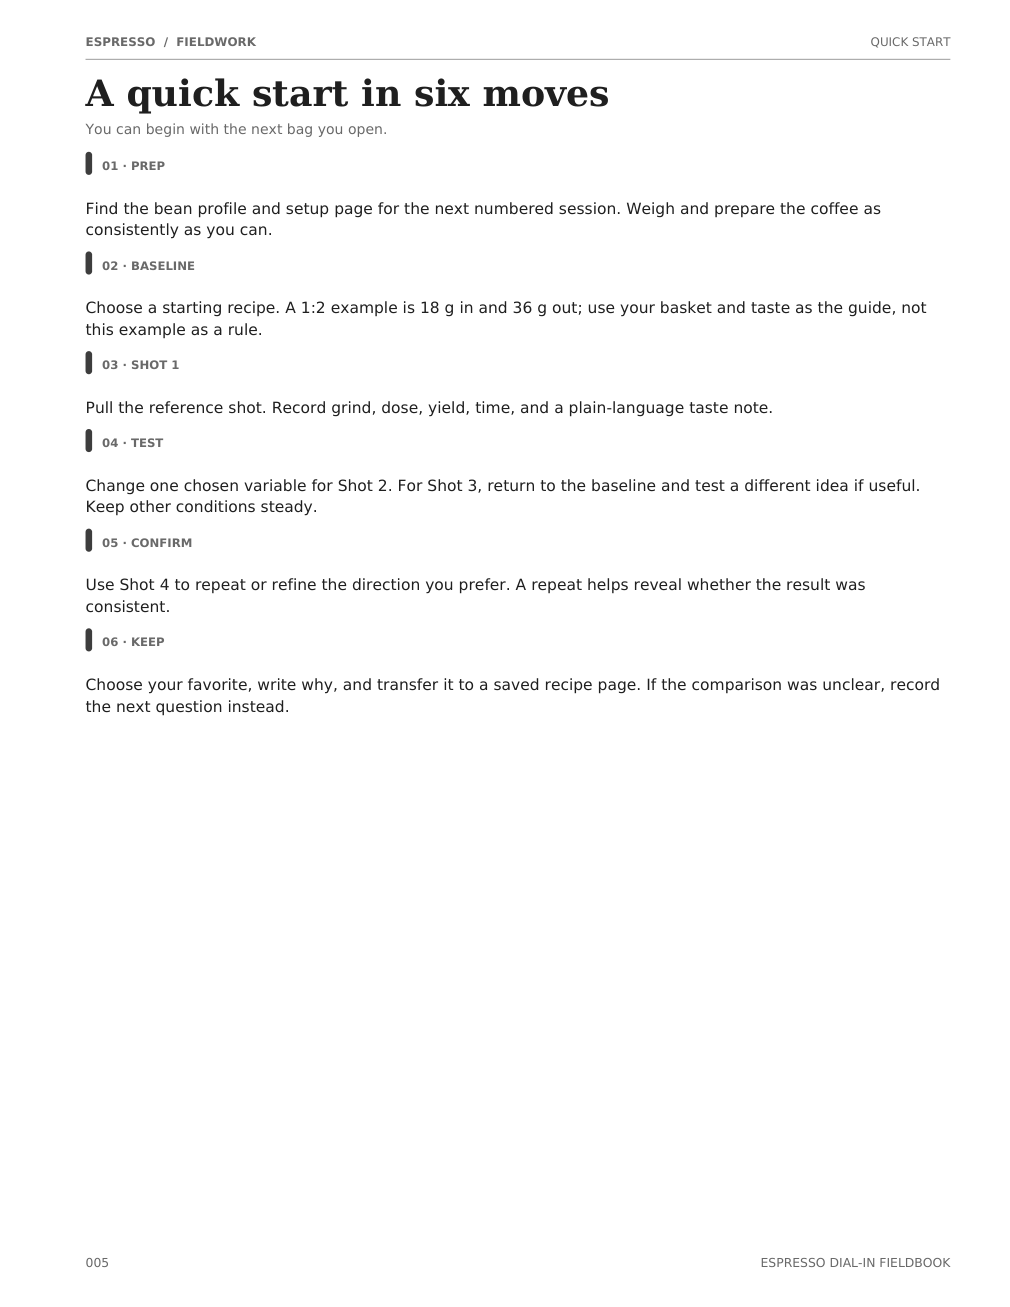 ESPRESSO / FIELDWORK
QUICK START
A quick start in six moves
You can begin with the next bag you open.
01 · PREP
Find the bean profile and setup page for the next numbered session. Weigh and prepare the coffee as
consistently as you can.
02 · BASELINE
Choose a starting recipe. A 1:2 example is 18 g in and 36 g out; use your basket and taste as the guide, not
this example as a rule.
03 · SHOT 1
Pull the reference shot. Record grind, dose, yield, time, and a plain-language taste note.
04 · TEST
Change one chosen variable for Shot 2. For Shot 3, return to the baseline and test a different idea if useful.
Keep other conditions steady.
05 · CONFIRM
Use Shot 4 to repeat or refine the direction you prefer. A repeat helps reveal whether the result was
consistent.
06 · KEEP
Choose your favorite, write why, and transfer it to a saved recipe page. If the comparison was unclear, record
the next question instead.
005
ESPRESSO DIAL-IN FIELDBOOK